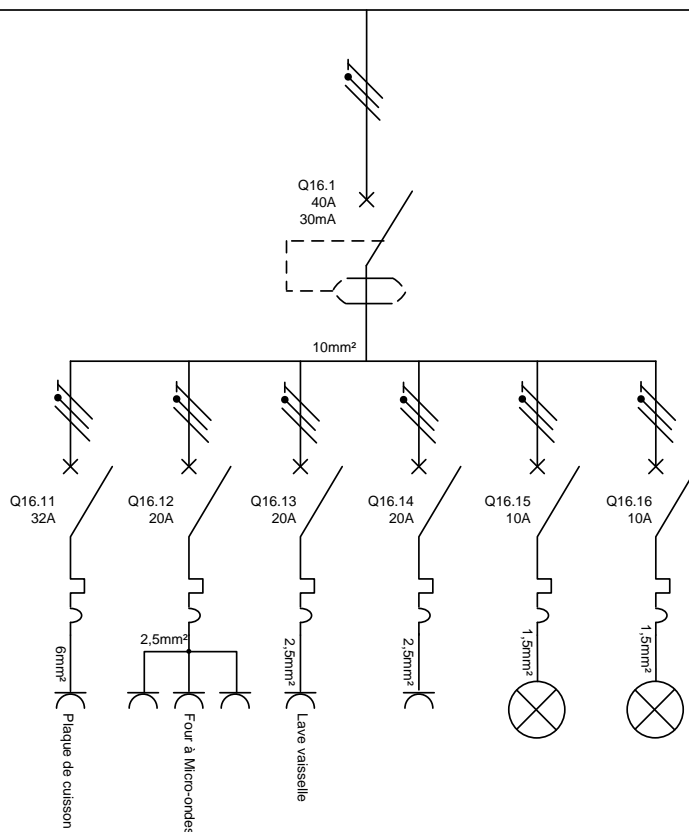 Q16.1
40A
30mA
10mm²
Q16.11
32A
Q16.12
20A
Q16.13
20A
Q16.14
20A
Q16.15
10A
Q16.16
10A
6mm²
2,5mm²
2,5mm²
2,5mm²
1,5mm²
1,5mm²
Plaque de cuisson
Four à Micro-ondes
Lave vaisselle